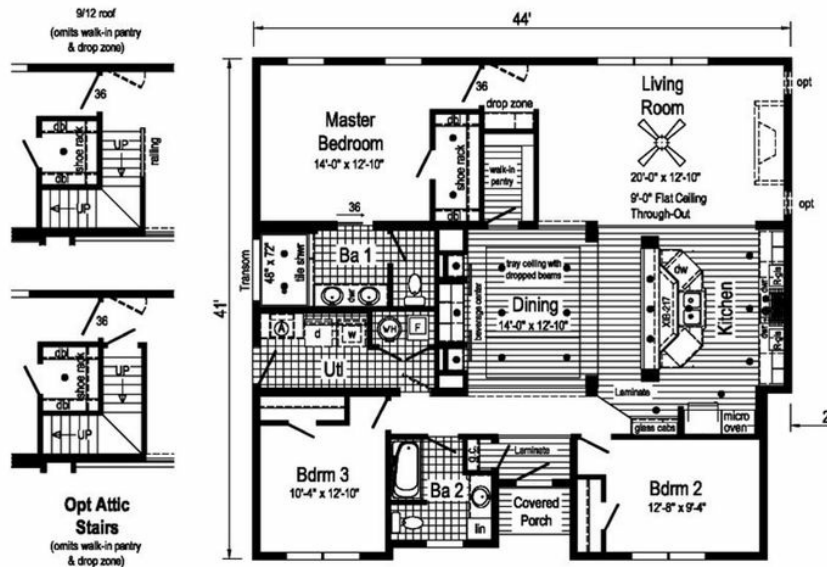 9/12 roof
(omits walk-in pantry
& drop zone)
36
dbl
shoe rack
UP
railing
dbl
UP
36
dbl
shoe rack
UP
dbl
UP
Opt Attic
Stairs
(omits walk-in pantry
& drop zone)
44'
41'
Master
Bedroom
14'-0" x 12'-10"
36
dbl
shoe rack
dbl
drop zone
walk-in
pantry
Living
Room
20'-0" x 12'-10"
9'-0" Flat Ceiling
Through-Out
opt
opt
36
Transom
48" x 72"
tile shwr
Ba 1
beverage center
tray ceiling with
dropped beams
Dining
14'-0" x 12'-10"
dw
XIB-217
Kitchen
A
d
w
WH
F
Utl
Laminate
glass cabs
micro
oven
2
Bdrm 3
10'-4" x 12'-10"
Ba 2
lin
Laminate
Covered
Porch
Bdrm 2
12'-8" x 9'-4"